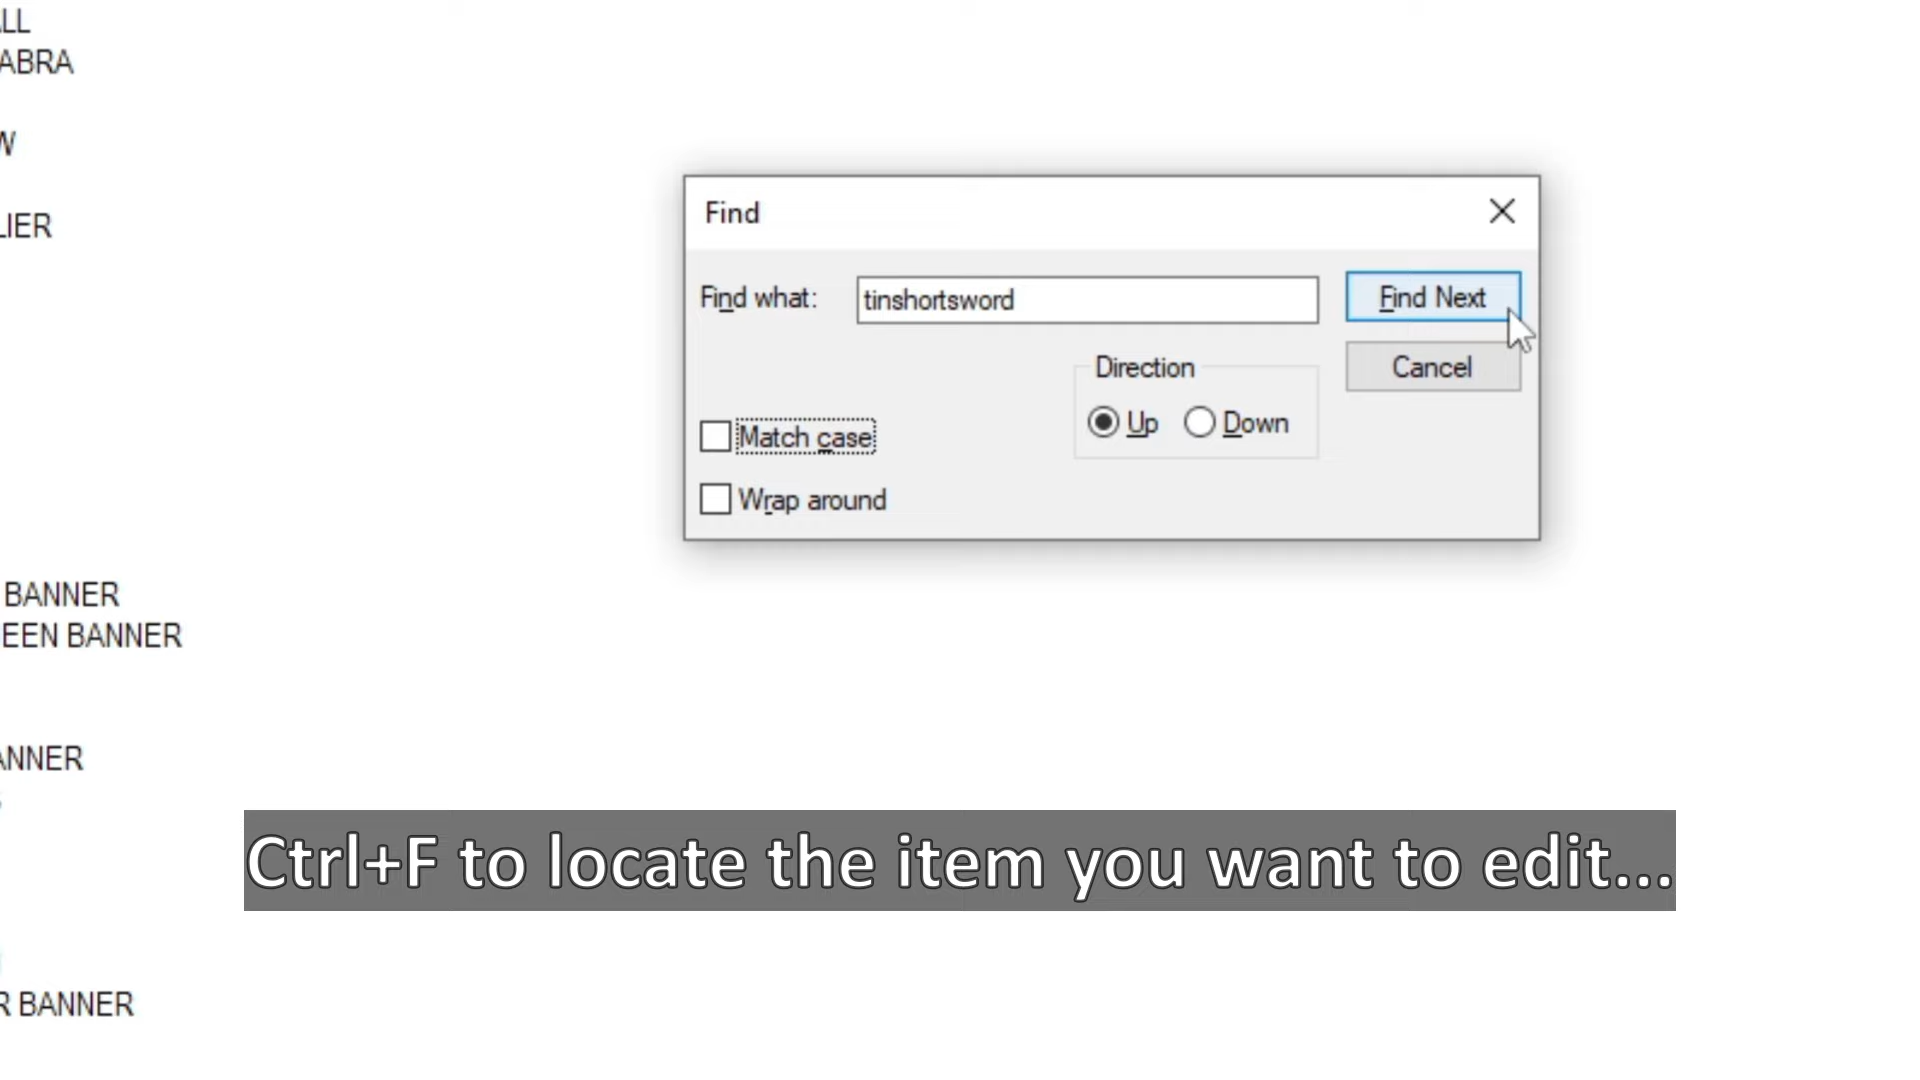 ALL
ABRA
W
LIER
Find
Find what: tinshortsword Find Next
Direction Cancel
Up Down
Match case
Wrap around
BANNER
EEN BANNER
ANNER
Ctrl+F to locate the item you want to edit...
R BANNER